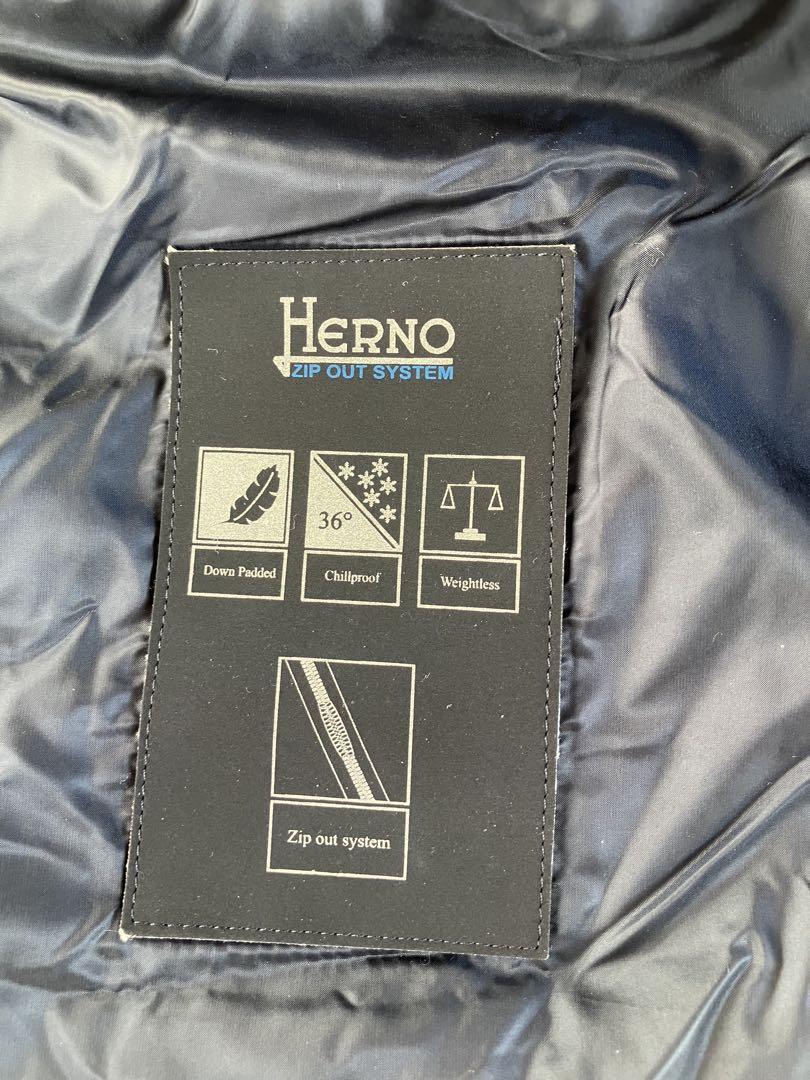 HERNO
ZIP OUT SYSTEM
36°
Down Padded
Chillproof
Weightless
Zip out system